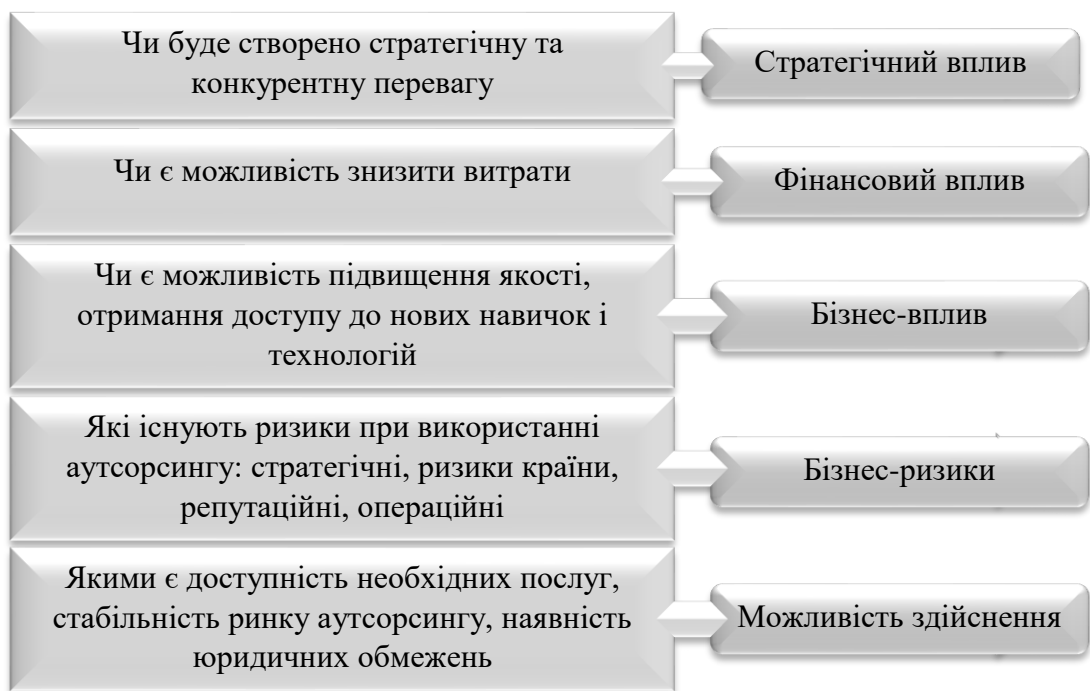 Чи буде створено стратегічну та
конкурентну перевагу
Стратегічний вплив
Чи є можливість знизити витрати
Фінансовий вплив
Чи є можливість підвищення якості,
отримання доступу до нових навичок і
технологій
Бізнес-вплив
Які існують ризики при використанні
аутсорсингу: стратегічні, ризики країни,
репутаційні, операційні
Бізнес-ризики
Якими є доступність необхідних послуг,
стабільність ринку аутсорсингу, наявність
юридичних обмежень
Можливість здійснення